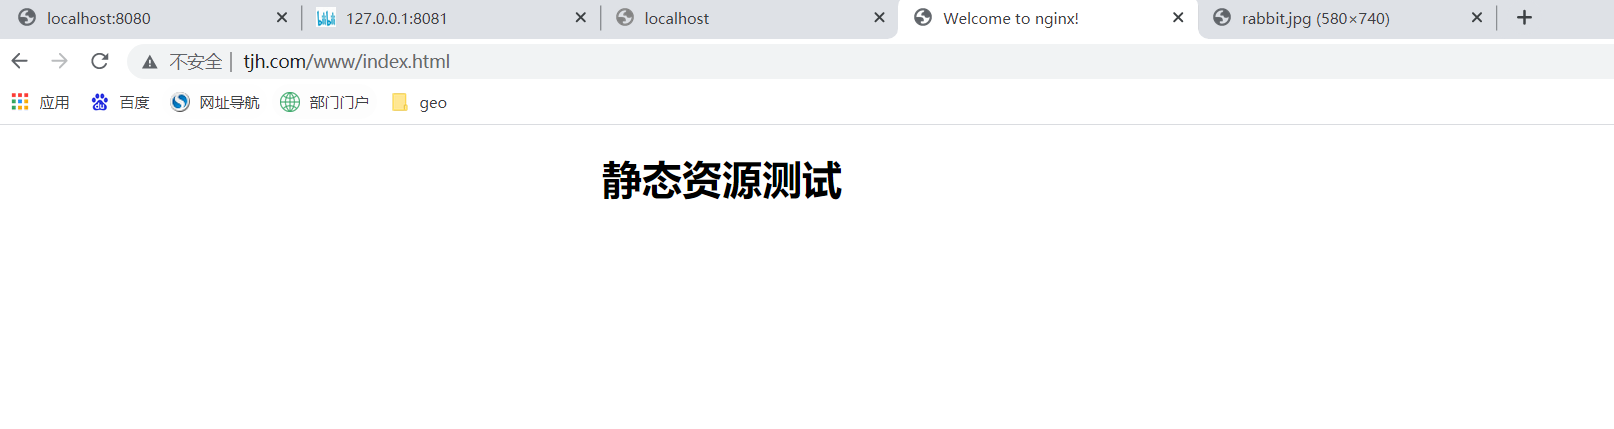 localhost:8080 127.0.0.1:8081 localhost Welcome to nginx! rabbit.jpg (580×740)
不安全 tjh.com/www/index.html
应用 百度 网址导航 部门门户 geo
静态资源测试